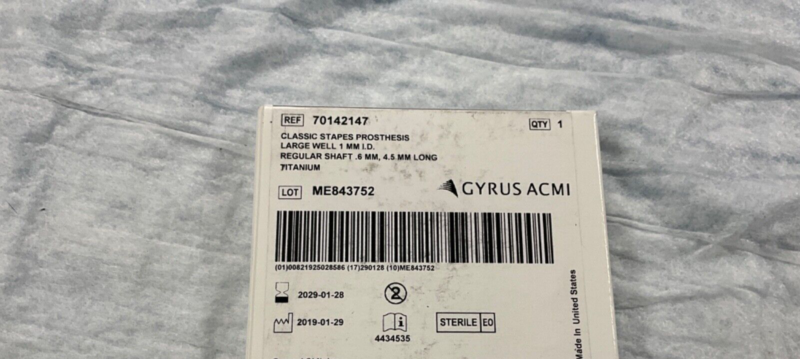 REF 70142147 QTY 1
CLASSIC STAPES PROSTHESIS
LARGE WELL 1 MM I.D.
REGULAR SHAFT .6 MM, 4.5 MM LONG
TITANIUM
LOT ME843752 GYRUS ACMI
(01)00821925028586 (17)290128 (10)ME843752
2029-01-28 2
2019-01-29 i STERILE EO
4434535
Made In United States